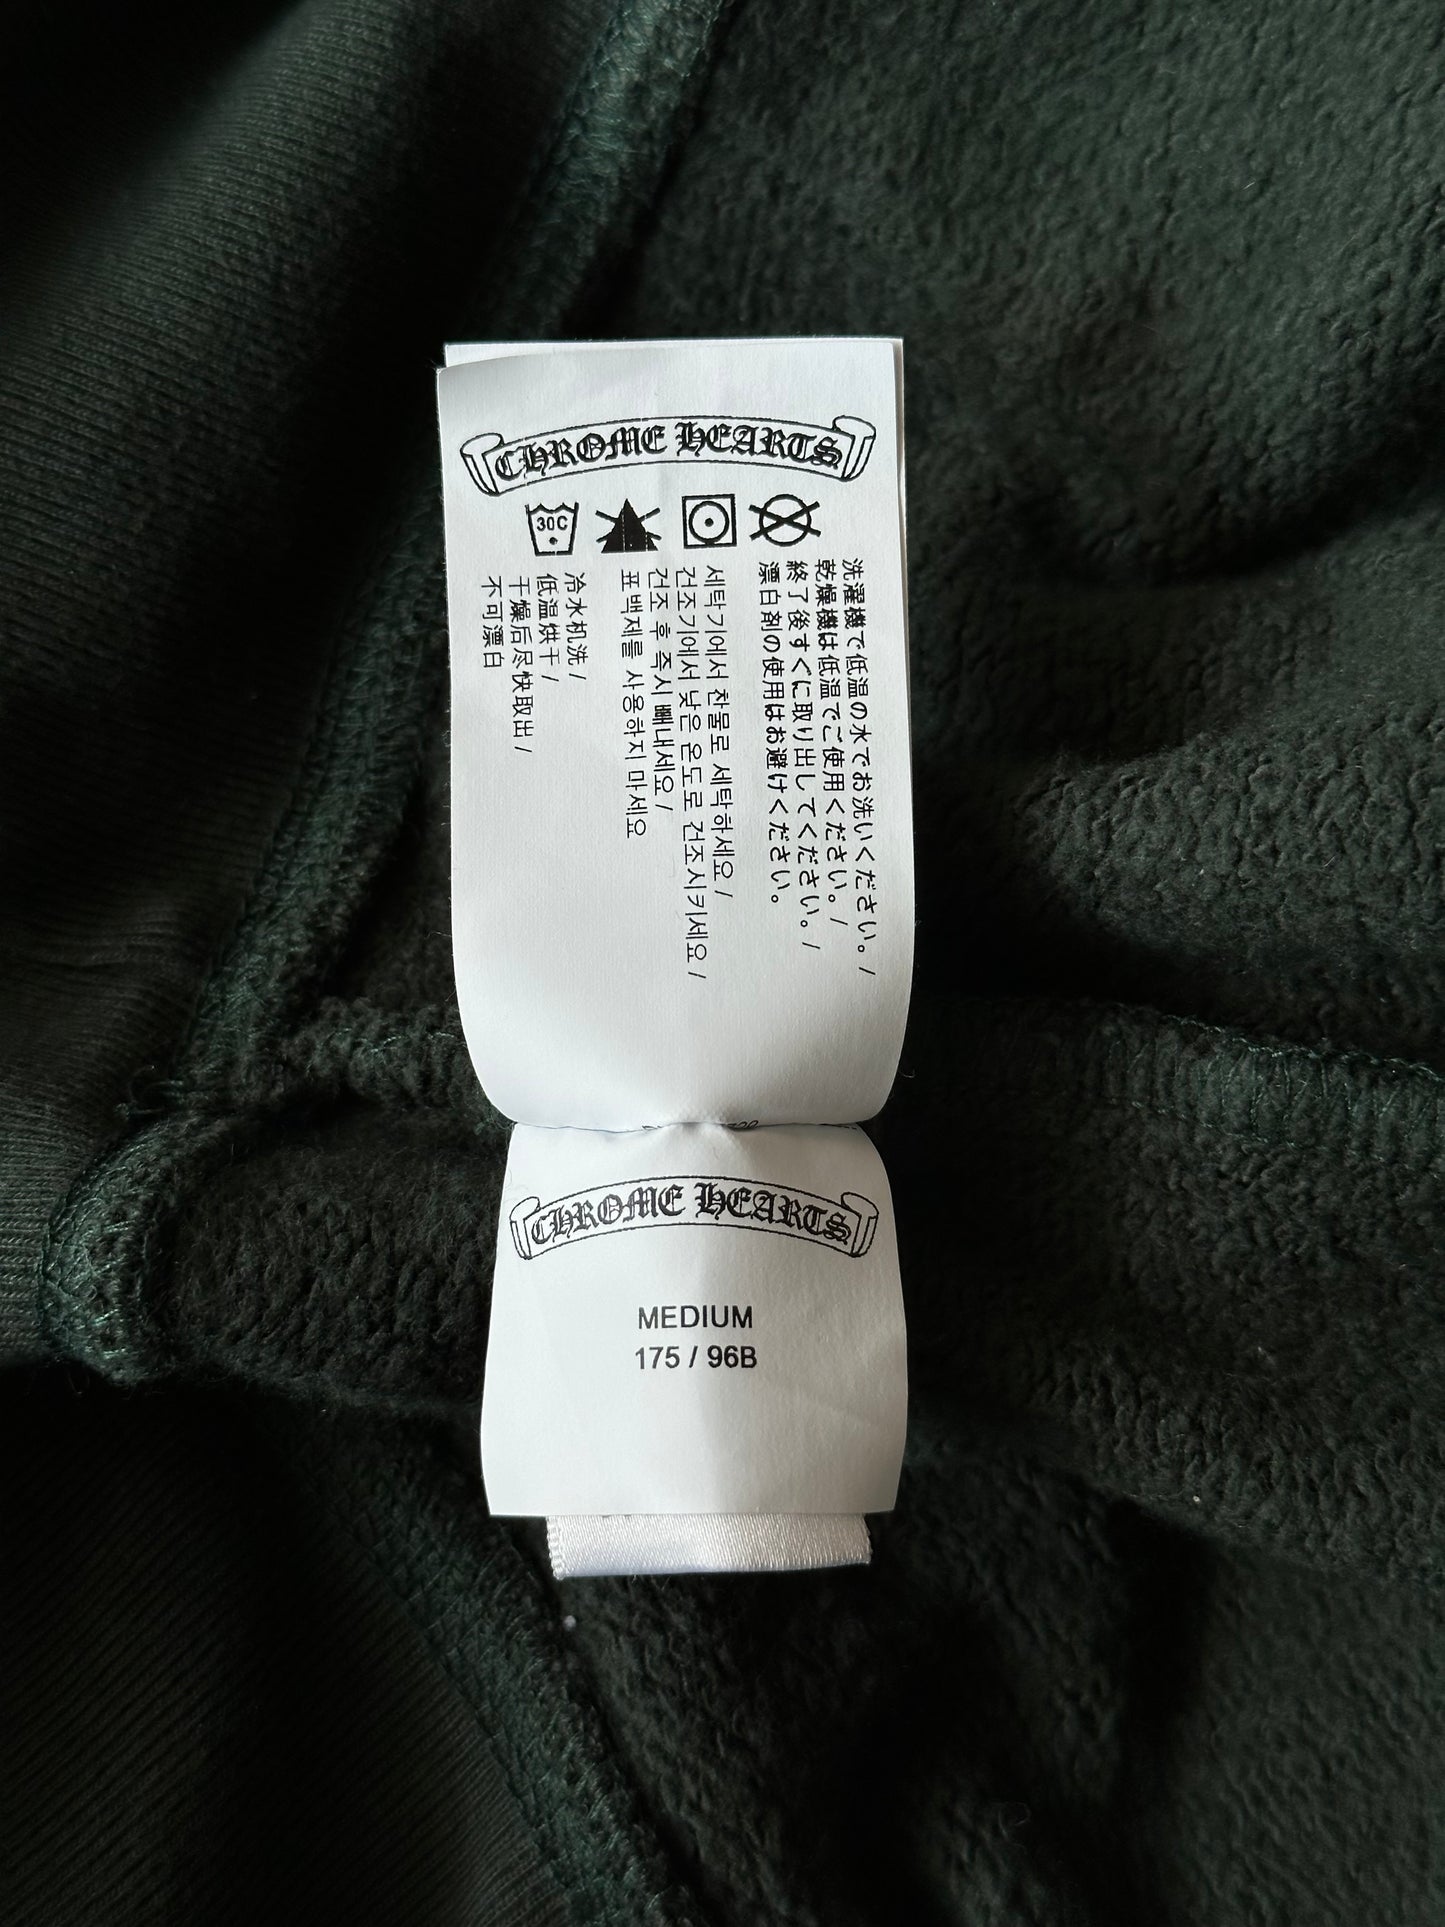 CHROME HEARTS
30C
洗濯機で低温の水でお洗いください。/
乾燥機は低温でご使用ください。/
終了後すぐに取り出してください。/
漂白剤の使用はお避けください。
세탁기에서 찬물로 세탁하세요/
건조기에서 낮은 온도로 건조시키세요/
건조 후 즉시 빼내세요/
표백제를 사용하지 마세요
冷水机洗/
低温烘干/
干燥后尽快取出/
不可漂白
CHROME HEARTS
MEDIUM
175 / 96B